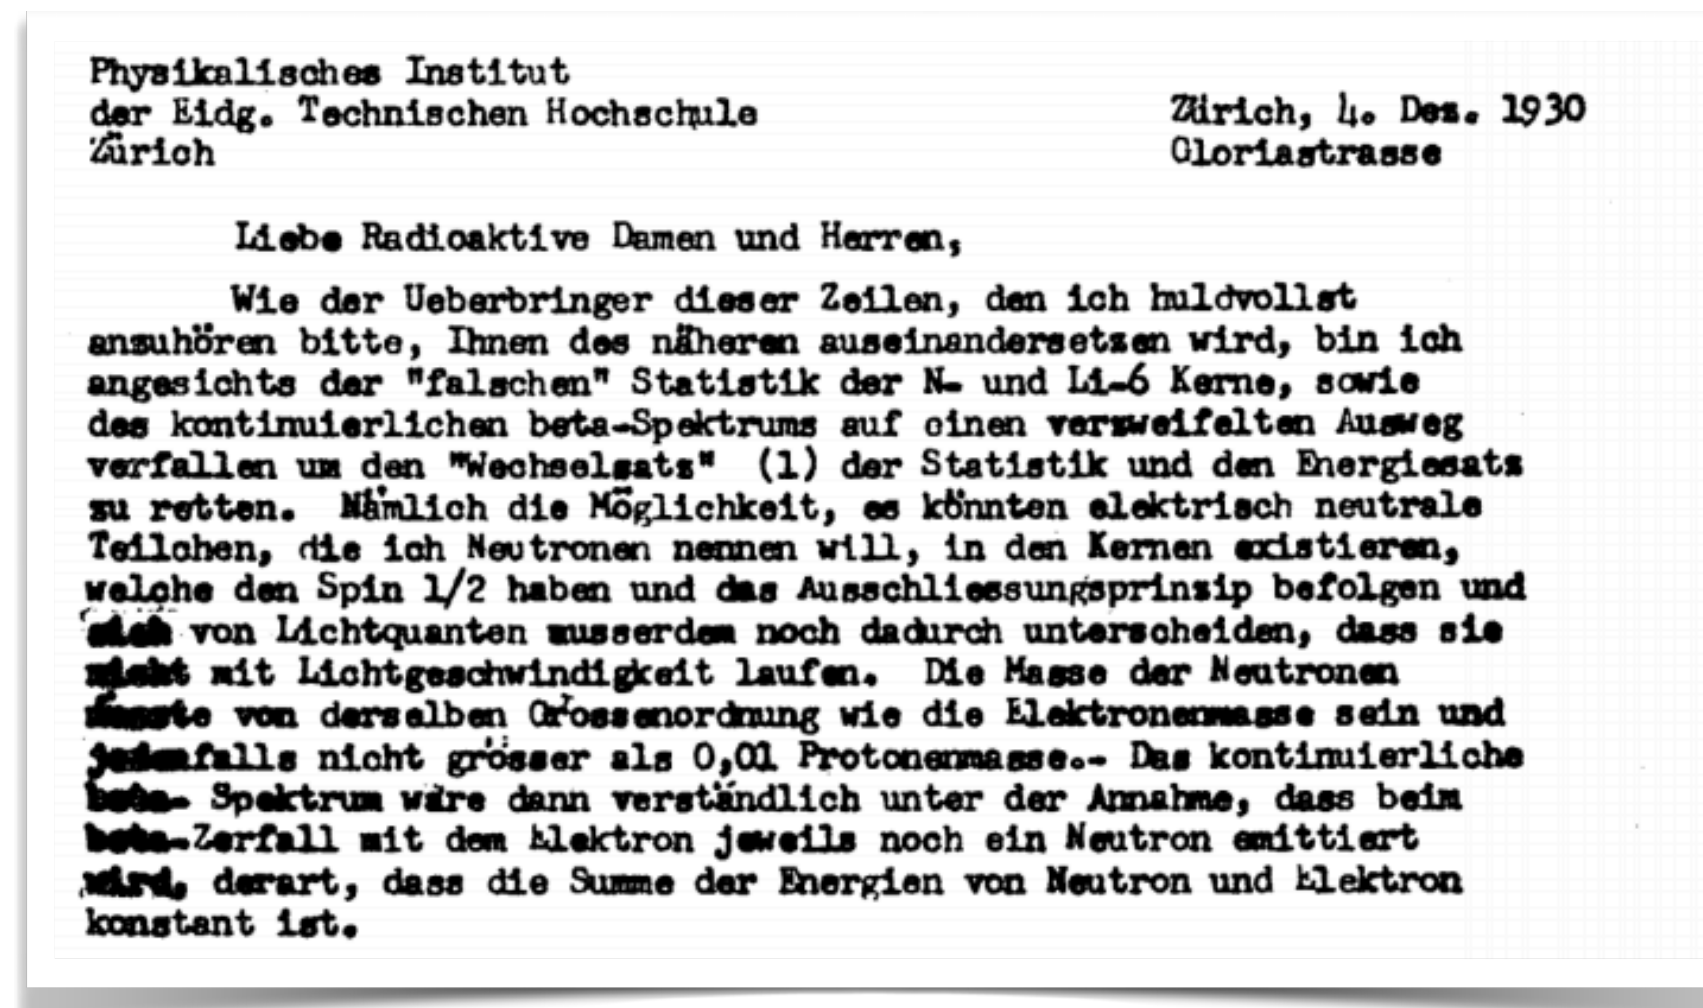 Physikalisches Institut
der Eidg. Technischen Hochschule
Zürich
Zürich, 4. Dez. 1930
Gloriastrasse
Liebe Radioaktive Damen und Herren,
Wie der Ueberbringer dieser Zeilen, den ich huldvollst
anzuhören bitte, Ihnen des näheren auseinandersetzen wird, bin ich
angesichts der "falschen" Statistik der N- und Li-6 Kerne, sowie
des kontinuierlichen beta-Spektrums auf einen verzweifelten Ausweg
verfallen um den "Wechselsatz" (1) der Statistik und den Energiesatz
zu retten. Nämlich die Möglichkeit, es könnten elektrisch neutrale
Teilchen, die ich Neutronen nennen will, in den Kernen existieren,
welche den Spin 1/2 haben und das Ausschliessungsprinzip befolgen und
sich von Lichtquanten ausserdem noch dadurch unterscheiden, dass sie
nicht mit Lichtgeschwindigkeit laufen. Die Masse der Neutronen
müsste von derselben Grossenordnung wie die Elektronenmasse sein und
jedenfalls nicht grösser als 0,01 Protonenmasse.- Das kontinuierliche
beta- Spektrum wäre dann verständlich unter der Annahme, dass beim
beta-Zerfall mit dem Elektron jeweils noch ein Neutron emittiert
wird, derart, dass die Summe der Energien von Neutron und Elektron
konstant ist.